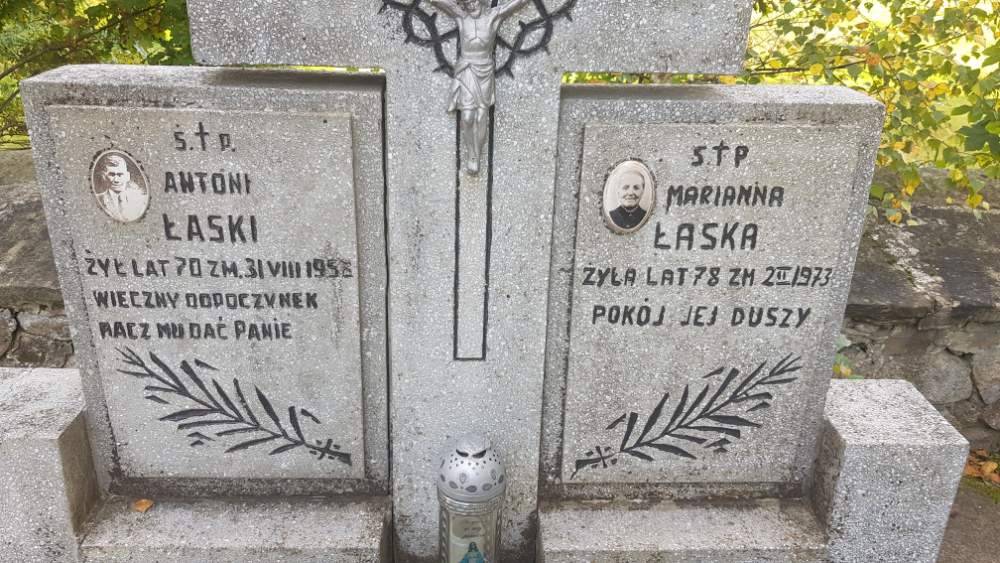 Ś.†P.
ANTONI
ŁASKI
ŻYŁ LAT 70 ZM. 31 VIII 1958
WIECZNY ODPOCZYNEK
RACZ MU DAĆ PANIE
Ś†P
MARIANNA
ŁASKA
ŻYŁA LAT 78 ZM 2 II 1973
POKÓJ JEJ DUSZY